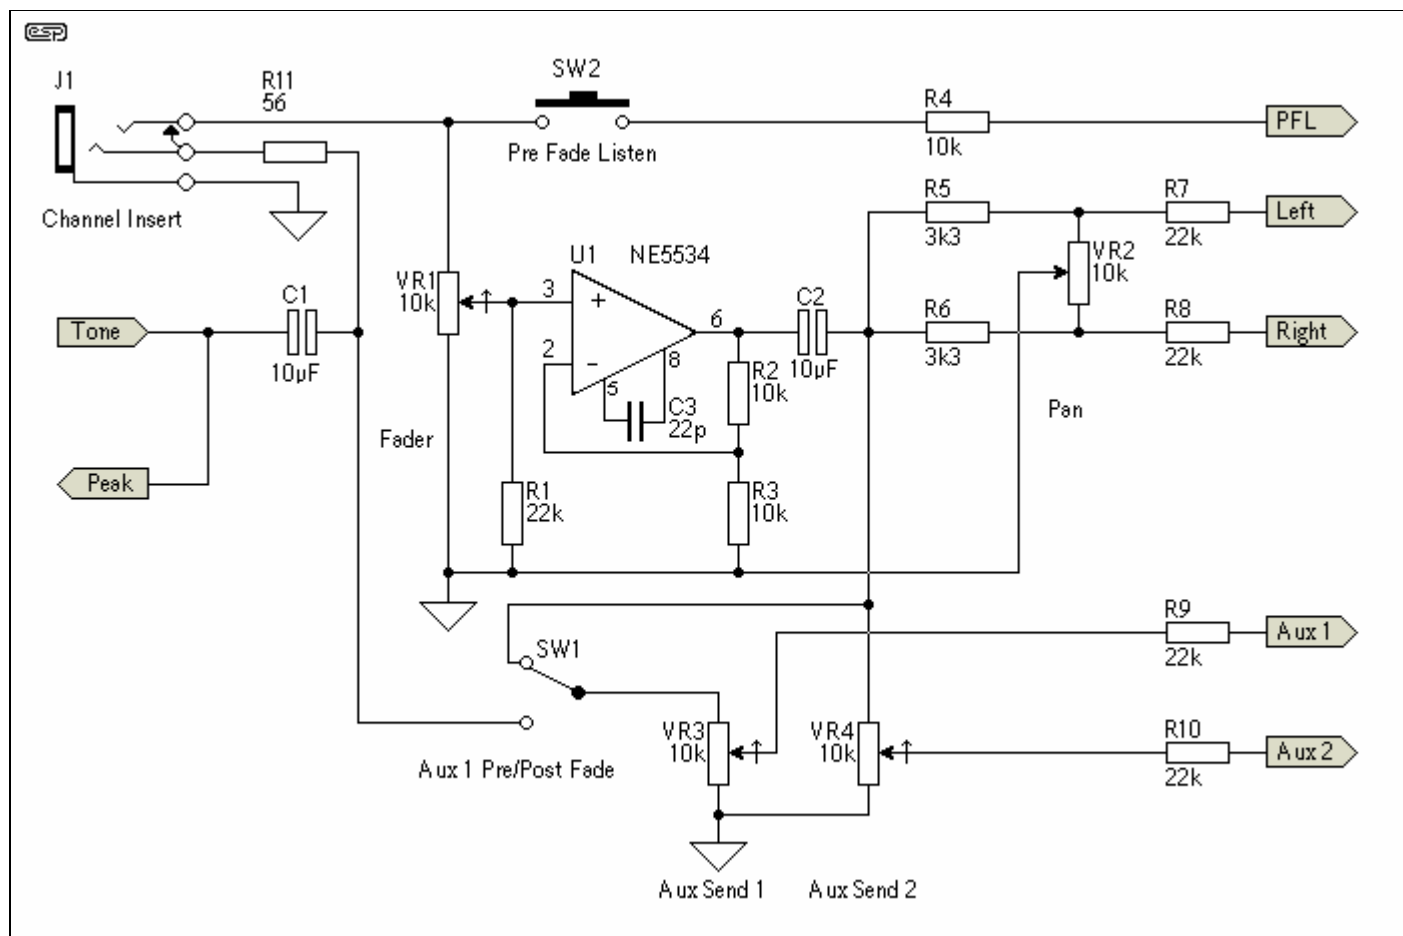 esp
J1
R11
56
SW2
Pre Fade Listen
R4
10k
PFL
Channel Insert
R5
3k3
R7
22k
Left
VR2
10k
U1 NE5534
VR1
10k
3
+
2
−
6
5
8
C3
22p
C1
10µF
Tone
Peak
Fader
R1
22k
R2
10k
R3
10k
C2
10µF
R6
3k3
R8
22k
Right
Pan
SW1
Aux 1 Pre/Post Fade
VR3
10k
VR4
10k
R9
22k
Aux 1
R10
22k
Aux 2
Aux Send 1
Aux Send 2